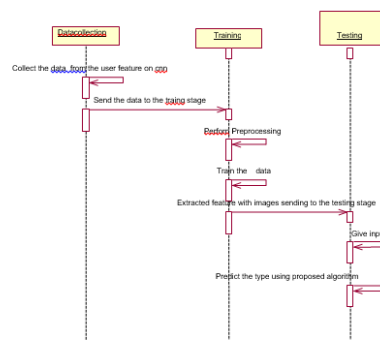 Datacollection
Training
Testing
Collect the data from the user feature on cnn
Send the data to the traing stage
Perfom Preprocessing
Train the data
Extracted feature with images sending to the testing stage
Give inp
Predict the type using proposed algorithm